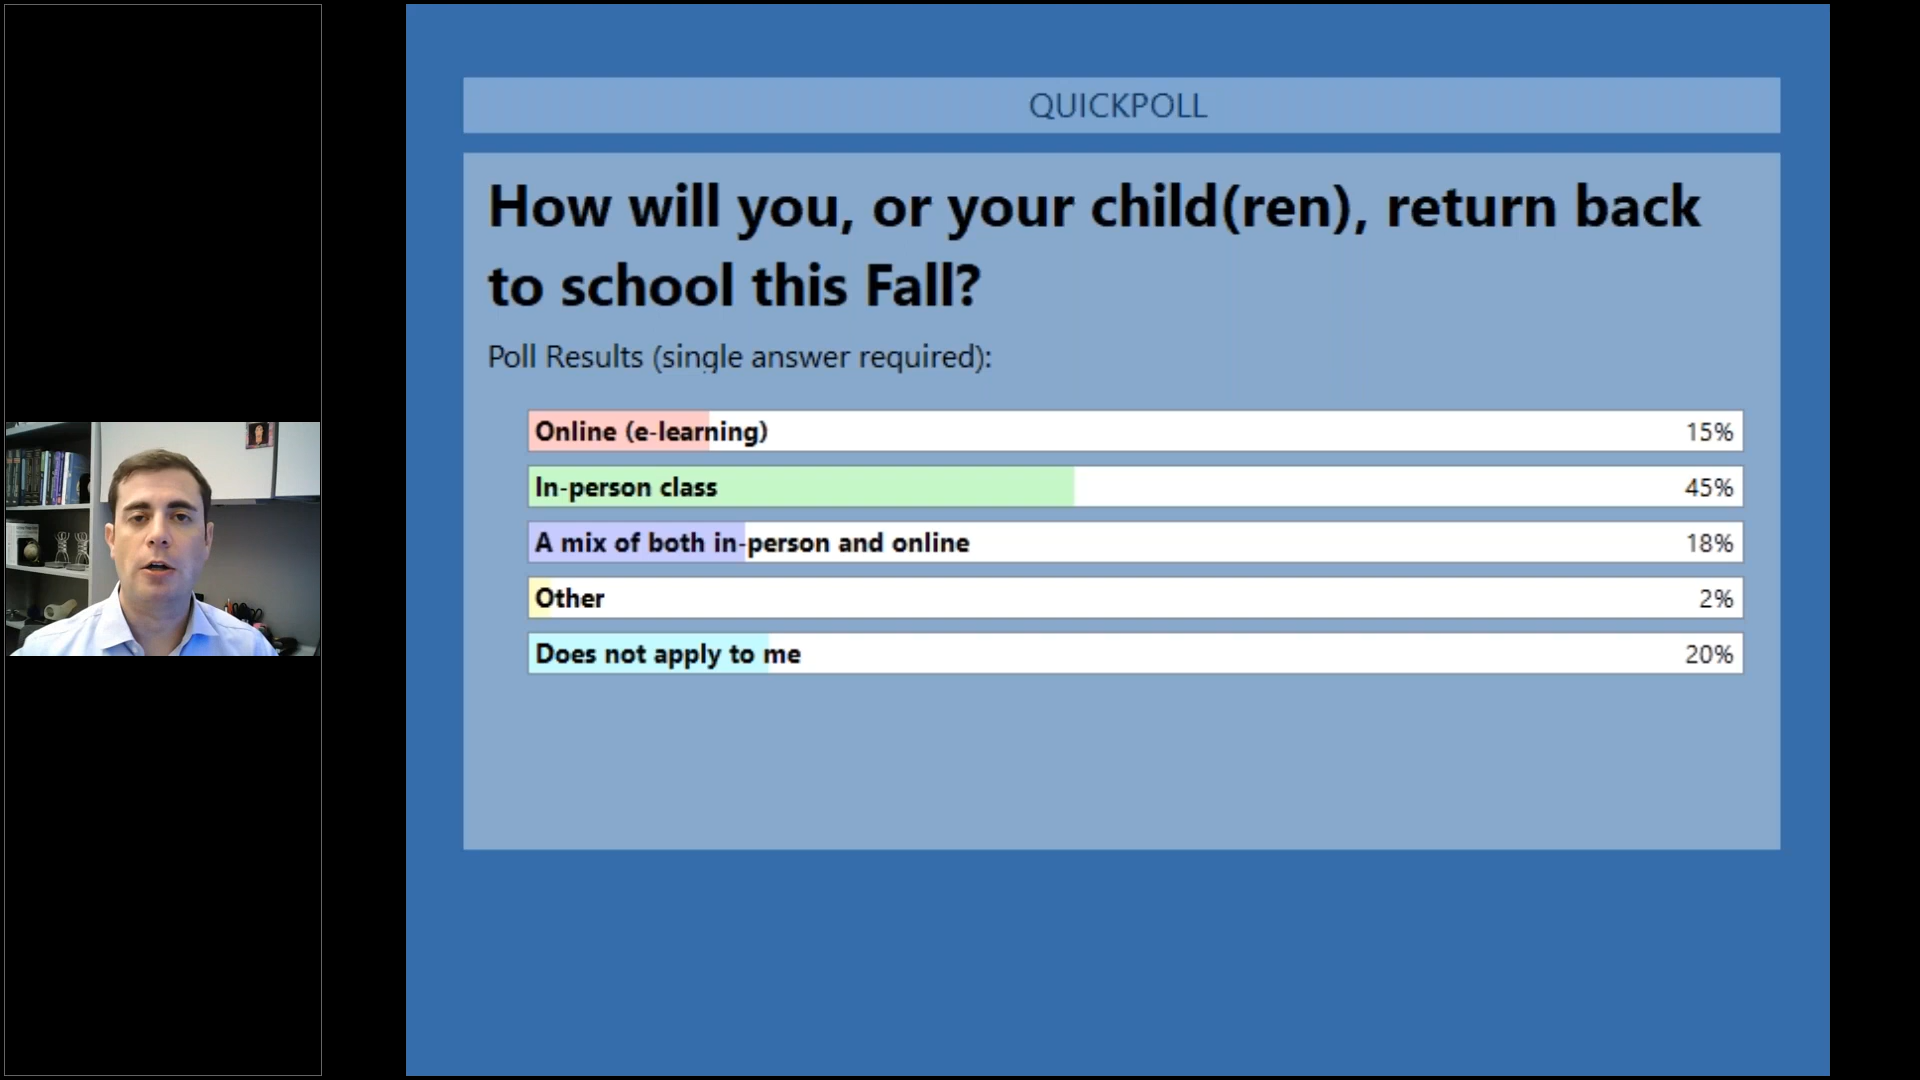 QUICKPOLL
How will you, or your child(ren), return back
to school this Fall?
Poll Results (single answer required):
Online (e-learning) 15%
In-person class 45%
A mix of both in-person and online 18%
Other 2%
Does not apply to me 20%